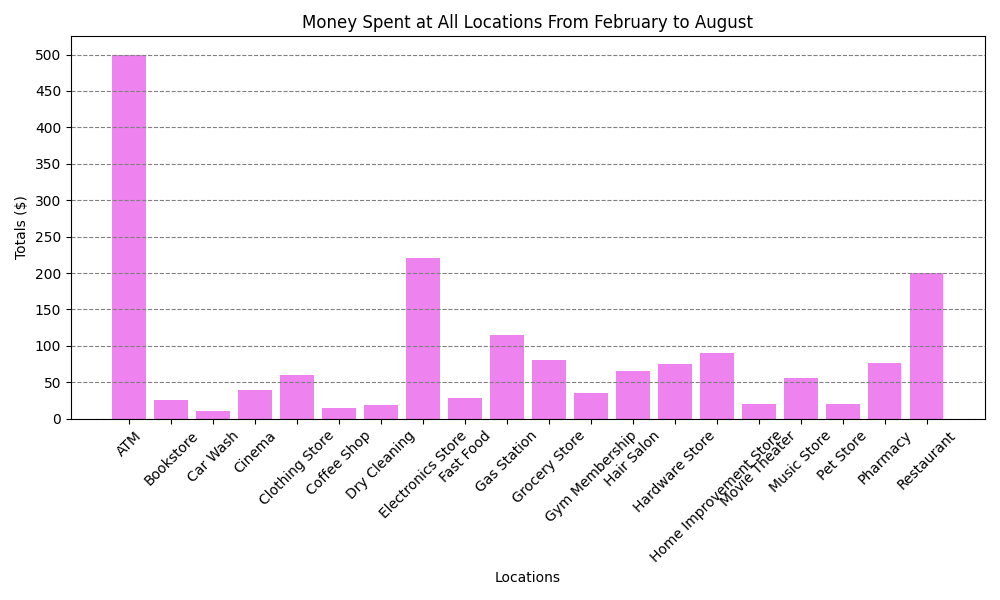 Money Spent at All Locations From February to August
Totals ($)
500
450
400
350
300
250
200
150
100
50
0
ATM
Bookstore
Car Wash
Cinema
Clothing Store
Coffee Shop
Dry Cleaning
Electronics Store
Fast Food
Gas Station
Grocery Store
Gym Membership
Hair Salon
Hardware Store
Home Improvement Store
Movie Theater
Music Store
Pet Store
Pharmacy
Restaurant
Locations